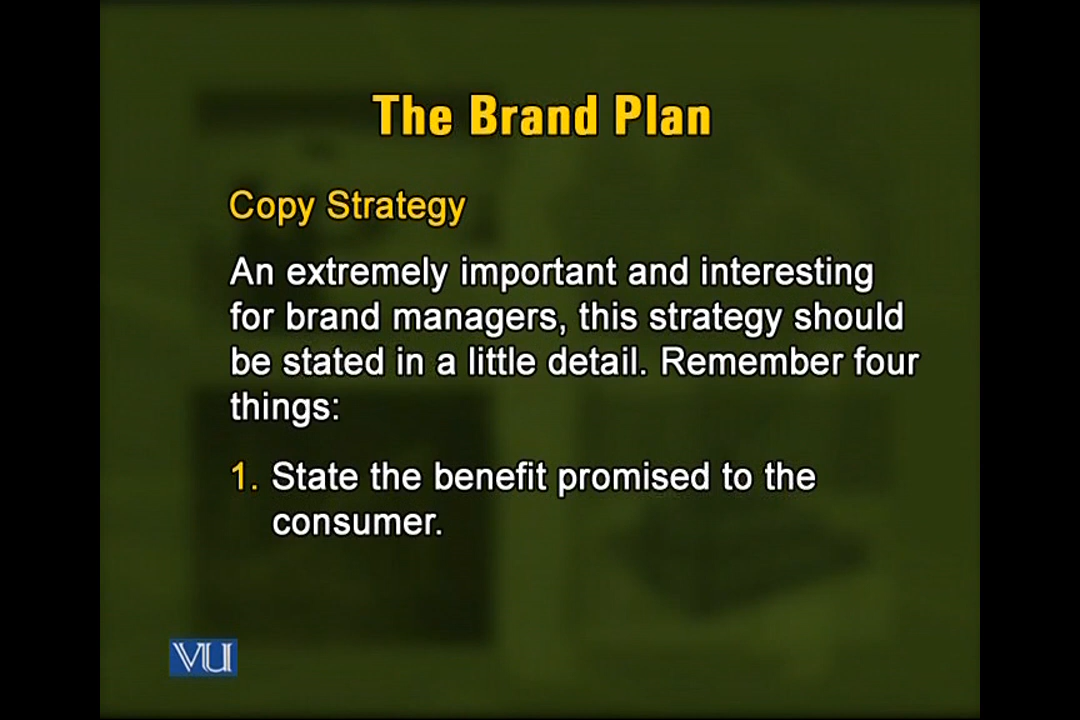 The Brand Plan
Copy Strategy
An extremely important and interesting
for brand managers, this strategy should
be stated in a little detail. Remember four
things:
1. State the benefit promised to the
consumer.
VU